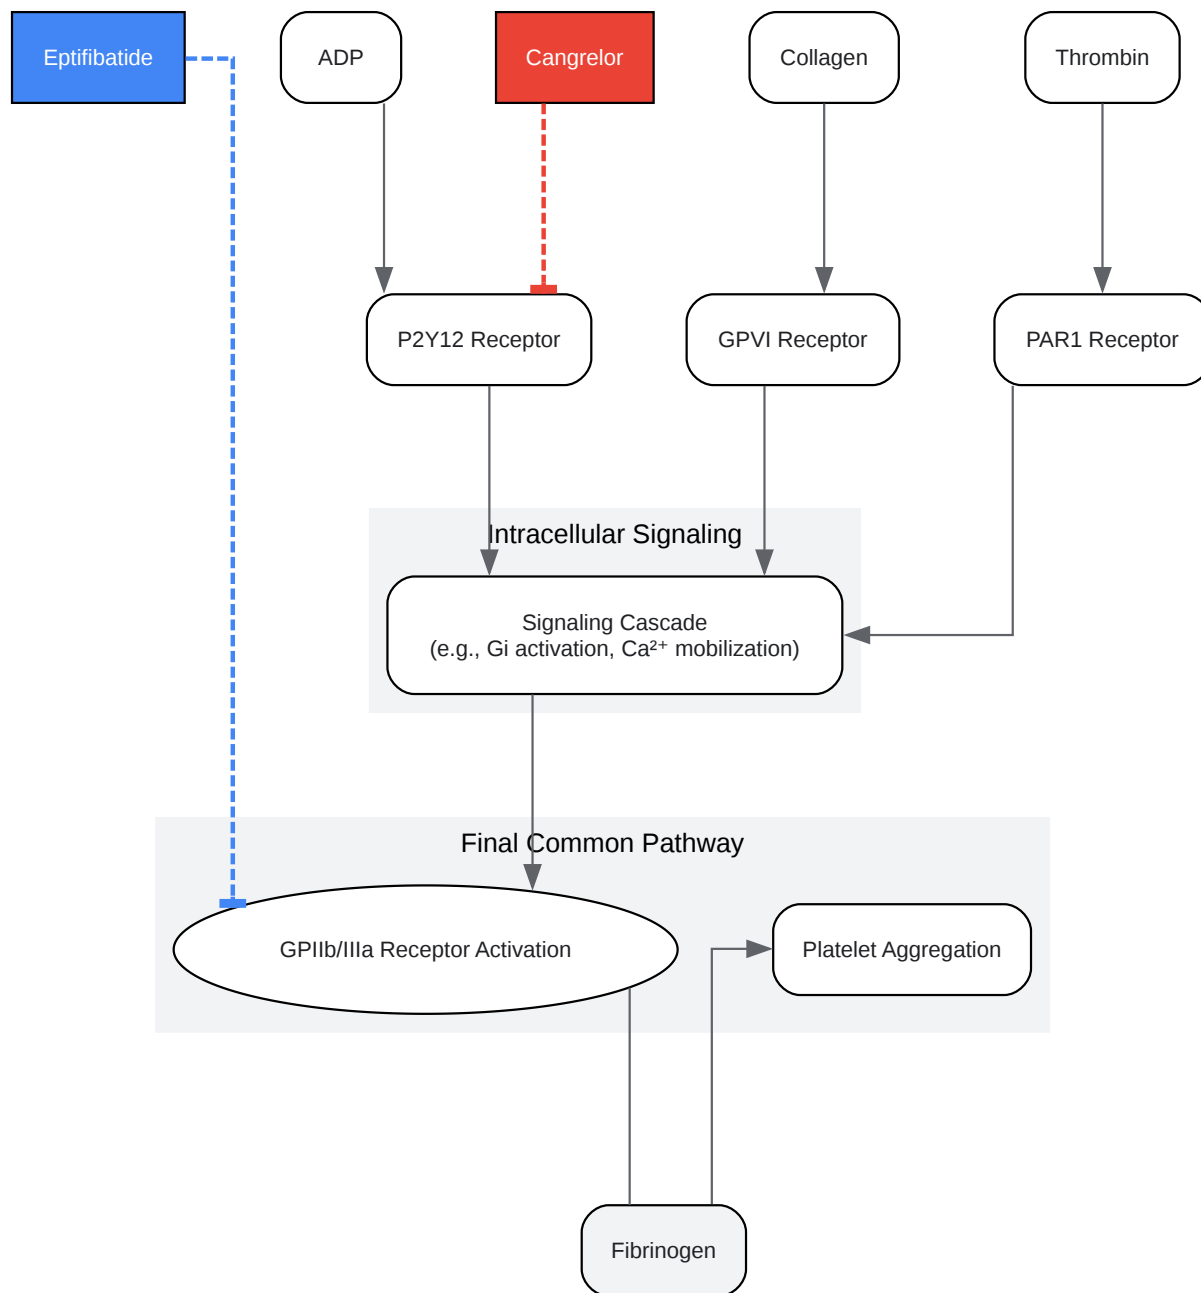 Eptifibatide
ADP
Cangrelor
Collagen
Thrombin
P2Y12 Receptor
GPVI Receptor
PAR1 Receptor
Intracellular Signaling
Signaling Cascade
(e.g., Gi activation, Ca²⁺ mobilization)
Final Common Pathway
GPIIb/IIIa Receptor Activation
Platelet Aggregation
Fibrinogen